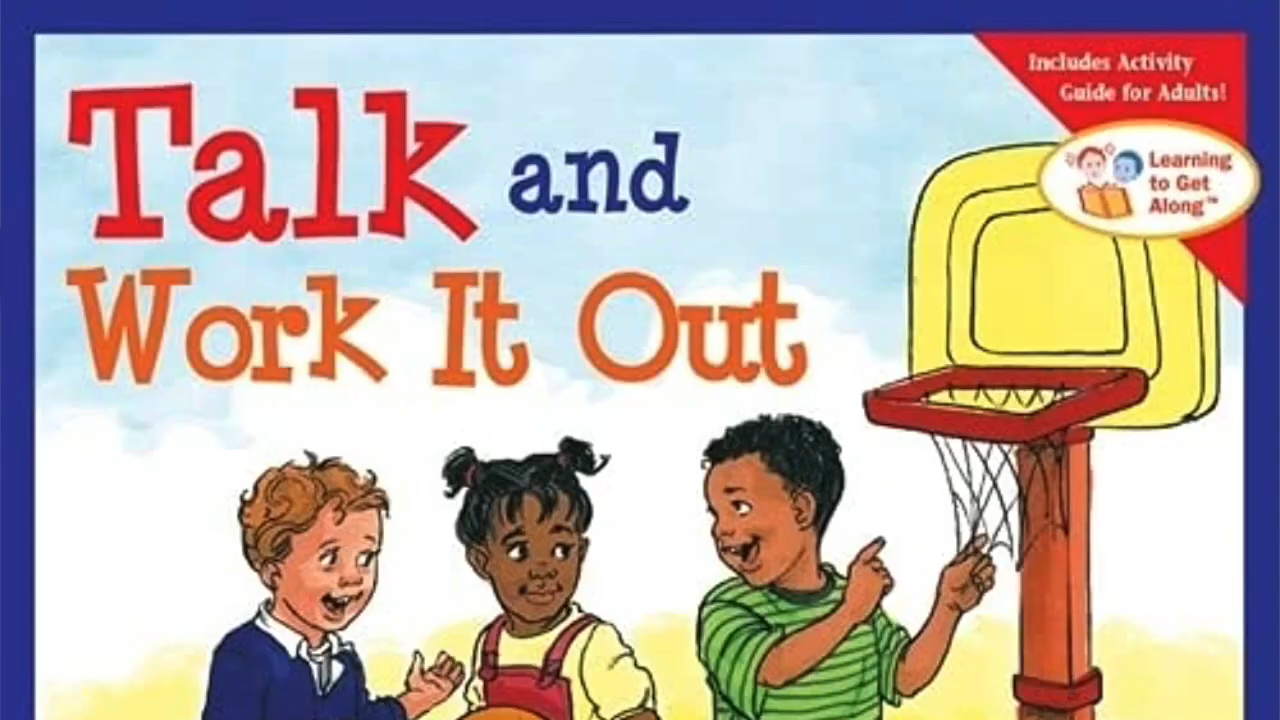 Includes Activity
Guide for Adults!
Learning
to Get
Along™
Talk and
Work It Out